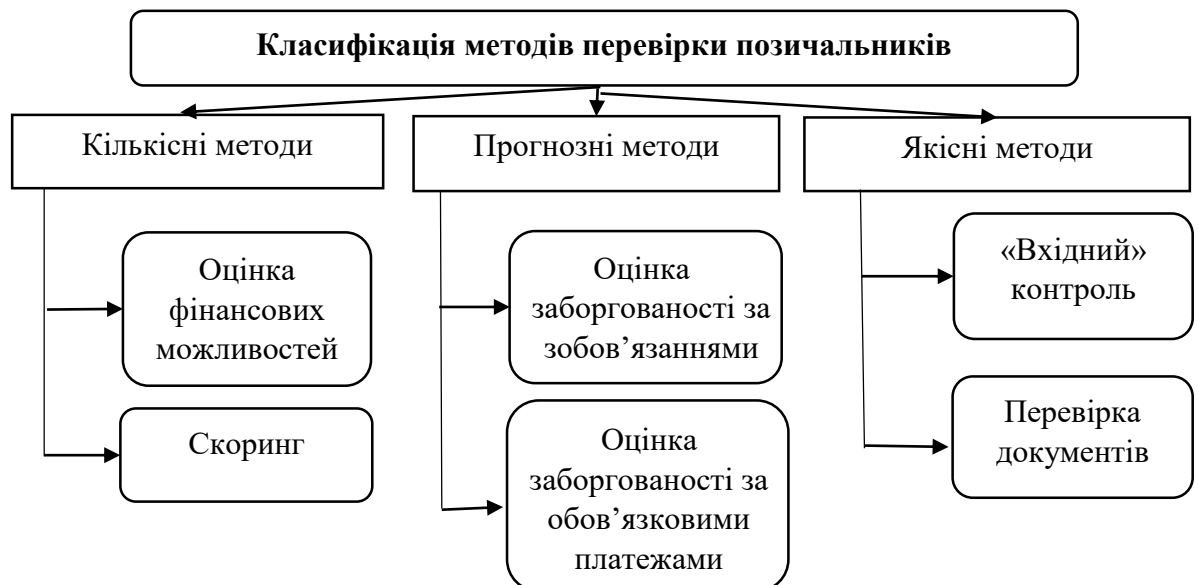 Класифікація методів перевірки позичальників
Кількісні методи
Прогнозні методи
Якісні методи
Оцінка
фінансових
можливостей
Скоринг
Оцінка
заборгованості за
зобов’язаннями
Оцінка
заборгованості за
обов’язковими
платежами
«Вхідний»
контроль
Перевірка
документів